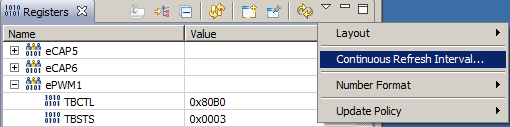 Registers
Name Value
eCAP5
eCAP6
ePWM1
TBCTL 0x80B0
TBSTS 0x0003
Layout
Continuous Refresh Interval...
Number Format
Update Policy